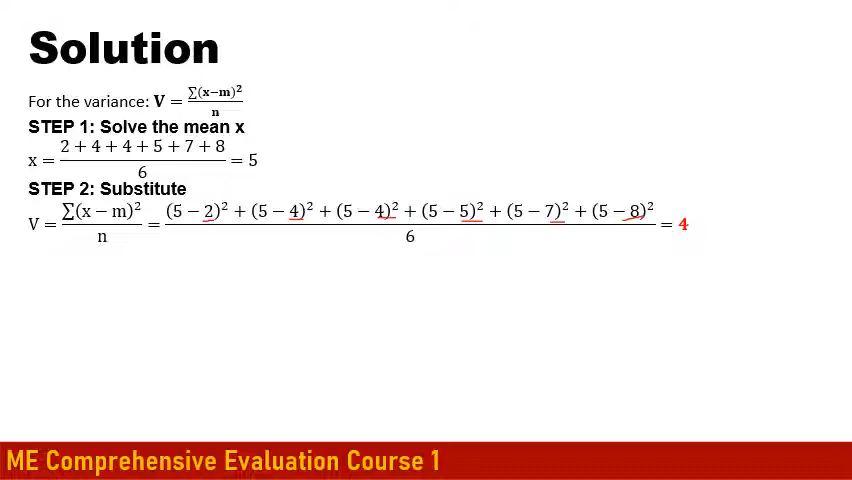 Solution
For the variance: V = ∑(x−m)² / n
STEP 1: Solve the mean x
x = (2 + 4 + 4 + 5 + 7 + 8) / 6 = 5
STEP 2: Substitute
V = ∑(x − m)² / n = ((5 − 2)² + (5 − 4)² + (5 − 4)² + (5 − 5)² + (5 − 7)² + (5 − 8)²) / 6 = 4
ME Comprehensive Evaluation Course 1